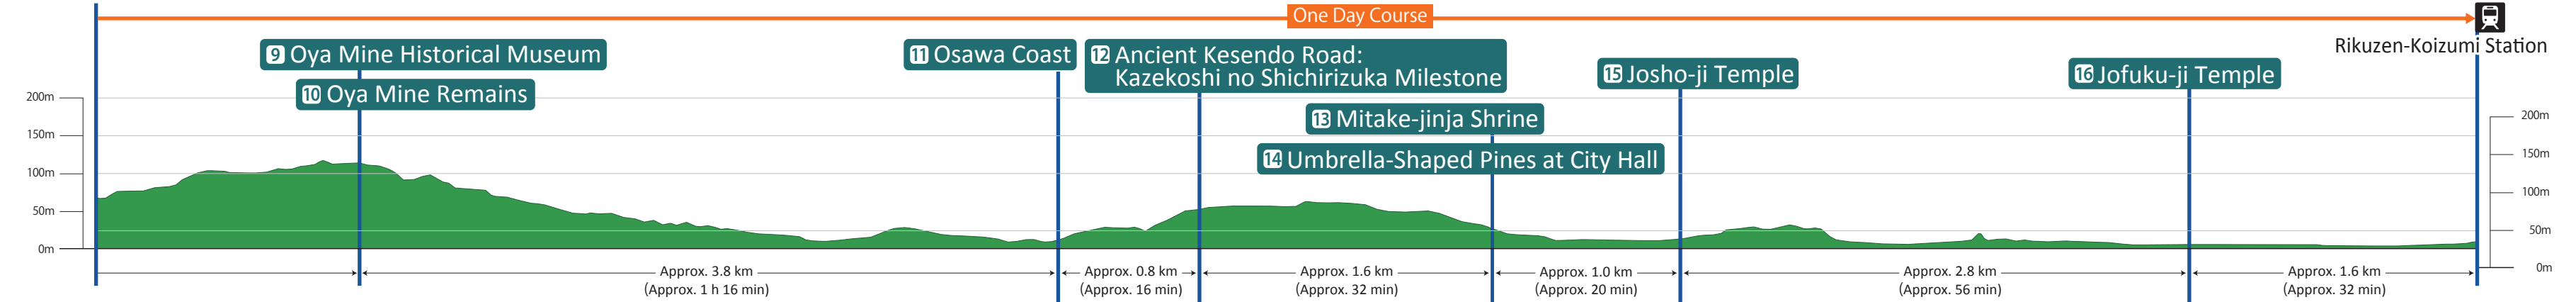 One Day Course
Rikuzen-Koizumi Station
9 Oya Mine Historical Museum
10 Oya Mine Remains
11 Osawa Coast
12 Ancient Kesendo Road:
Kazekoshi no Shichirizuka Milestone
13 Mitake-jinja Shrine
14 Umbrella-Shaped Pines at City Hall
15 Josho-ji Temple
16 Jofuku-ji Temple
200m
150m
100m
50m
0m
200m
150m
100m
50m
0m
Approx. 3.8 km
(Approx. 1 h 16 min)
Approx. 0.8 km
(Approx. 16 min)
Approx. 1.6 km
(Approx. 32 min)
Approx. 1.0 km
(Approx. 20 min)
Approx. 2.8 km
(Approx. 56 min)
Approx. 1.6 km
(Approx. 32 min)